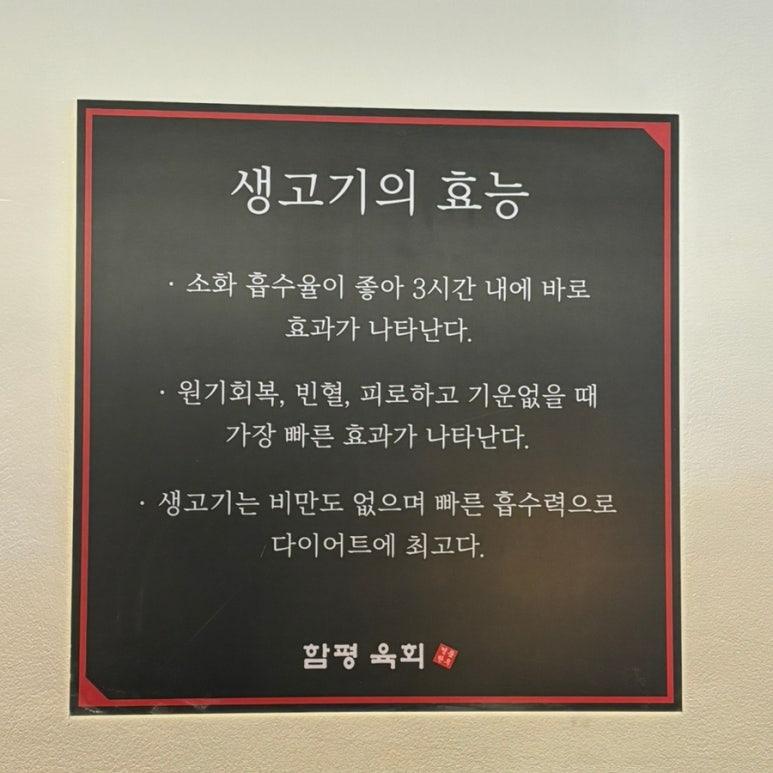 생고기의 효능
· 소화 흡수율이 좋아 3시간 내에 바로
효과가 나타난다.
· 원기회복, 빈혈, 피로하고 기운없을 때
가장 빠른 효과가 나타난다.
· 생고기는 비만도 없으며 빠른 흡수력으로
다이어트에 최고다.
함평 육회